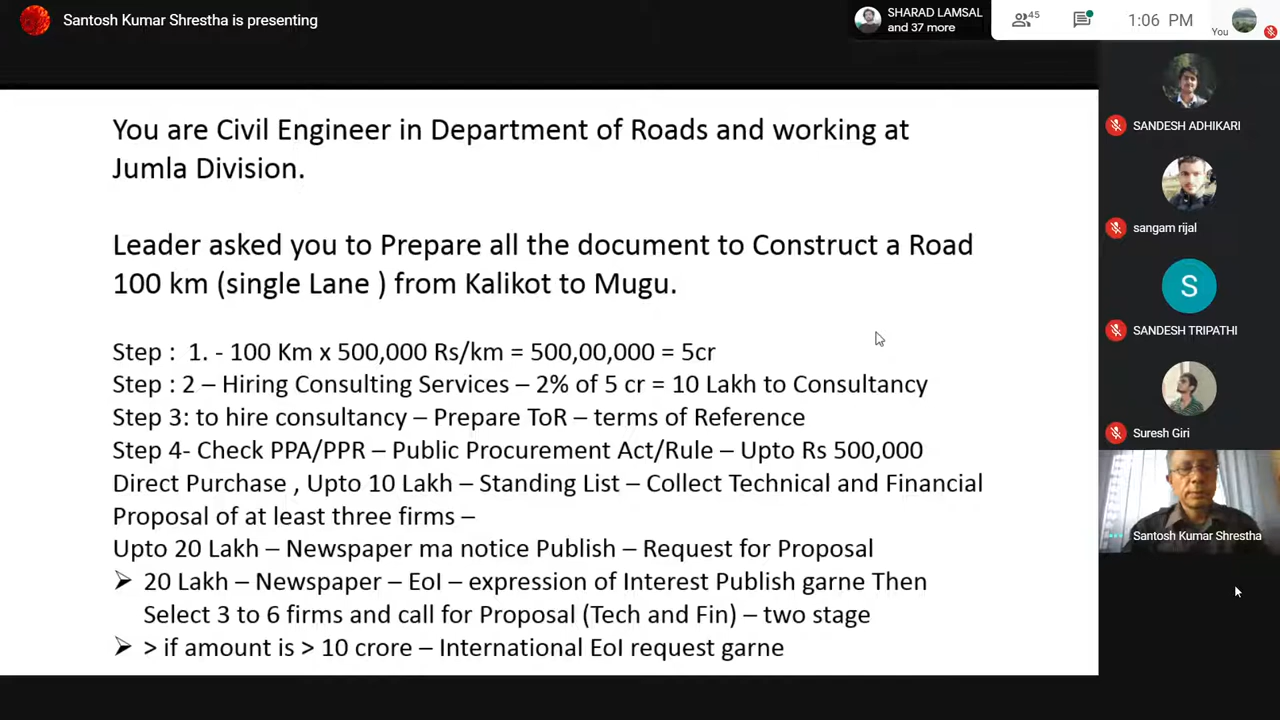 Santosh Kumar Shrestha is presenting
SHARAD LAMSAL
and 37 more
45
1:06 PM
You
You are Civil Engineer in Department of Roads and working at
Jumla Division.
Leader asked you to Prepare all the document to Construct a Road
100 km (single Lane ) from Kalikot to Mugu.
Step : 1. - 100 Km x 500,000 Rs/km = 500,00,000 = 5cr
Step : 2 – Hiring Consulting Services – 2% of 5 cr = 10 Lakh to Consultancy
Step 3: to hire consultancy – Prepare ToR – terms of Reference
Step 4- Check PPA/PPR – Public Procurement Act/Rule – Upto Rs 500,000
Direct Purchase , Upto 10 Lakh – Standing List – Collect Technical and Financial
Proposal of at least three firms –
Upto 20 Lakh – Newspaper ma notice Publish – Request for Proposal
➢ 20 Lakh – Newspaper – EoI – expression of Interest Publish garne Then
Select 3 to 6 firms and call for Proposal (Tech and Fin) – two stage
➢ > if amount is > 10 crore – International EoI request garne
SANDESH ADHIKARI
sangam rijal
S
SANDESH TRIPATHI
Suresh Giri
Santosh Kumar Shrestha